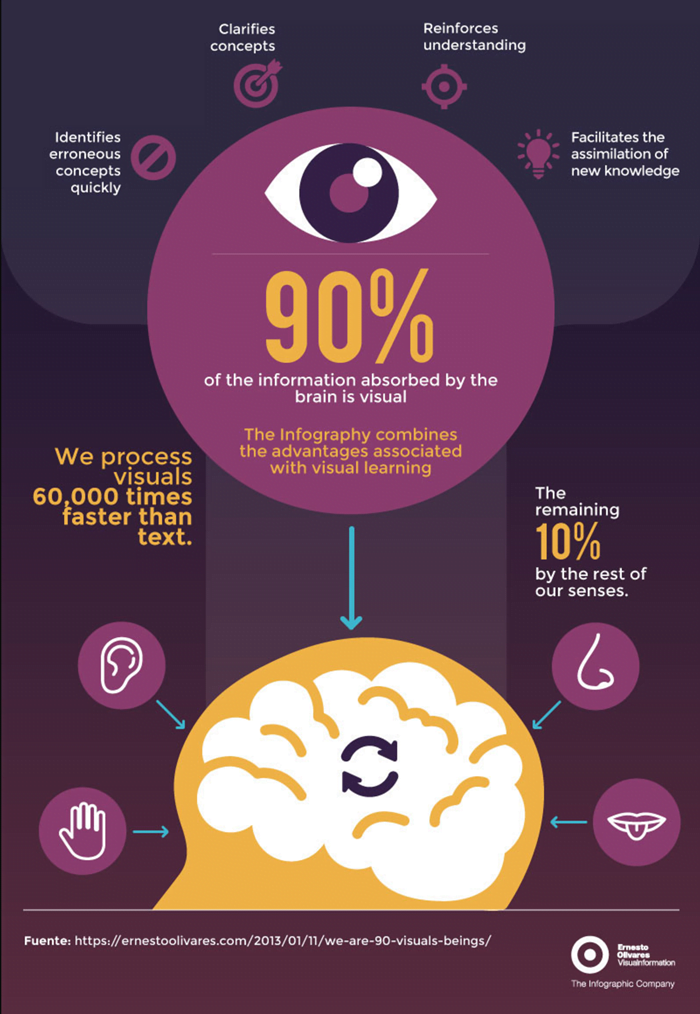 Clarifies
concepts
Reinforces
understanding
Identifies
erroneous
concepts
quickly
Facilitates the
assimilation of
new knowledge
90%
of the information absorbed by the
brain is visual
The Infography combines
the advantages associated
with visual learning
We process
visuals
60,000 times
faster than
text.
The
remaining
10%
by the rest of
our senses.
Fuente: https://ernestoolivares.com/2013/01/11/we-are-90-visuals-beings/
Ernesto
Olivares
VisualInformation
The Infographic Company